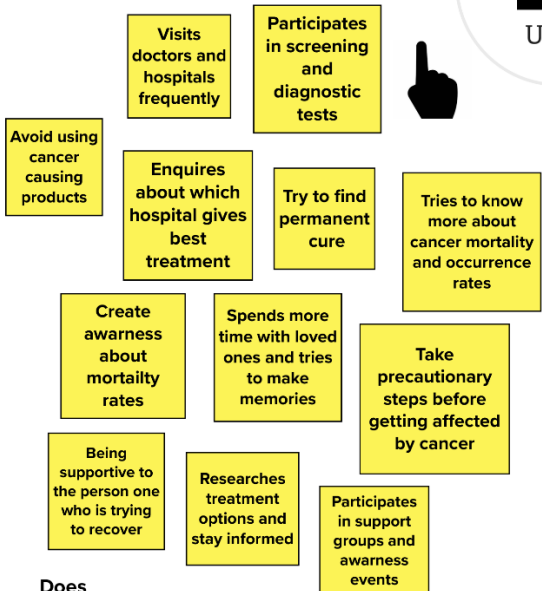 Visits
doctors and
hospitals
frequently
Participates
in screening
and
diagnostic
tests
U
Avoid using
cancer
causing
products
Enquires
about which
hospital gives
best
treatment
Try to find
permanent
cure
Tries to know
more about
cancer mortality
and occurrence
rates
Create
awarness
about
mortailty
rates
Spends more
time with loved
ones and tries
to make
memories
Take
precautionary
steps before
getting affected
by cancer
Being
supportive to
the person one
who is trying
to recover
Researches
treatment
options and
stay informed
Participates
in support
groups and
awarness
events
Does